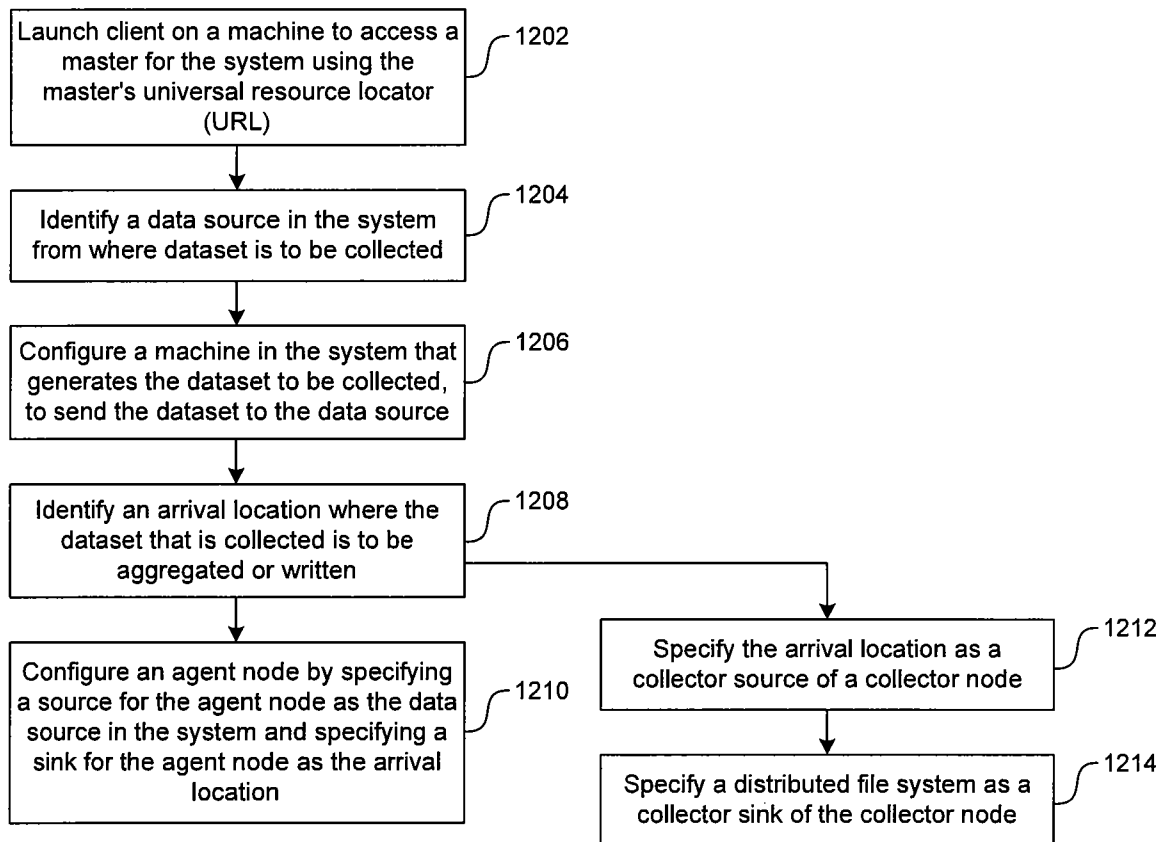 Launch client on a machine to access a
master for the system using the
master's universal resource locator
(URL)
1202
Identify a data source in the system
from where dataset is to be collected
1204
Configure a machine in the system that
generates the dataset to be collected,
to send the dataset to the data source
1206
Identify an arrival location where the
dataset that is collected is to be
aggregated or written
1208
Configure an agent node by specifying
a source for the agent node as the data
source in the system and specifying a
sink for the agent node as the arrival
location
1210
Specify the arrival location as a
collector source of a collector node
1212
Specify a distributed file system as a
collector sink of the collector node
1214